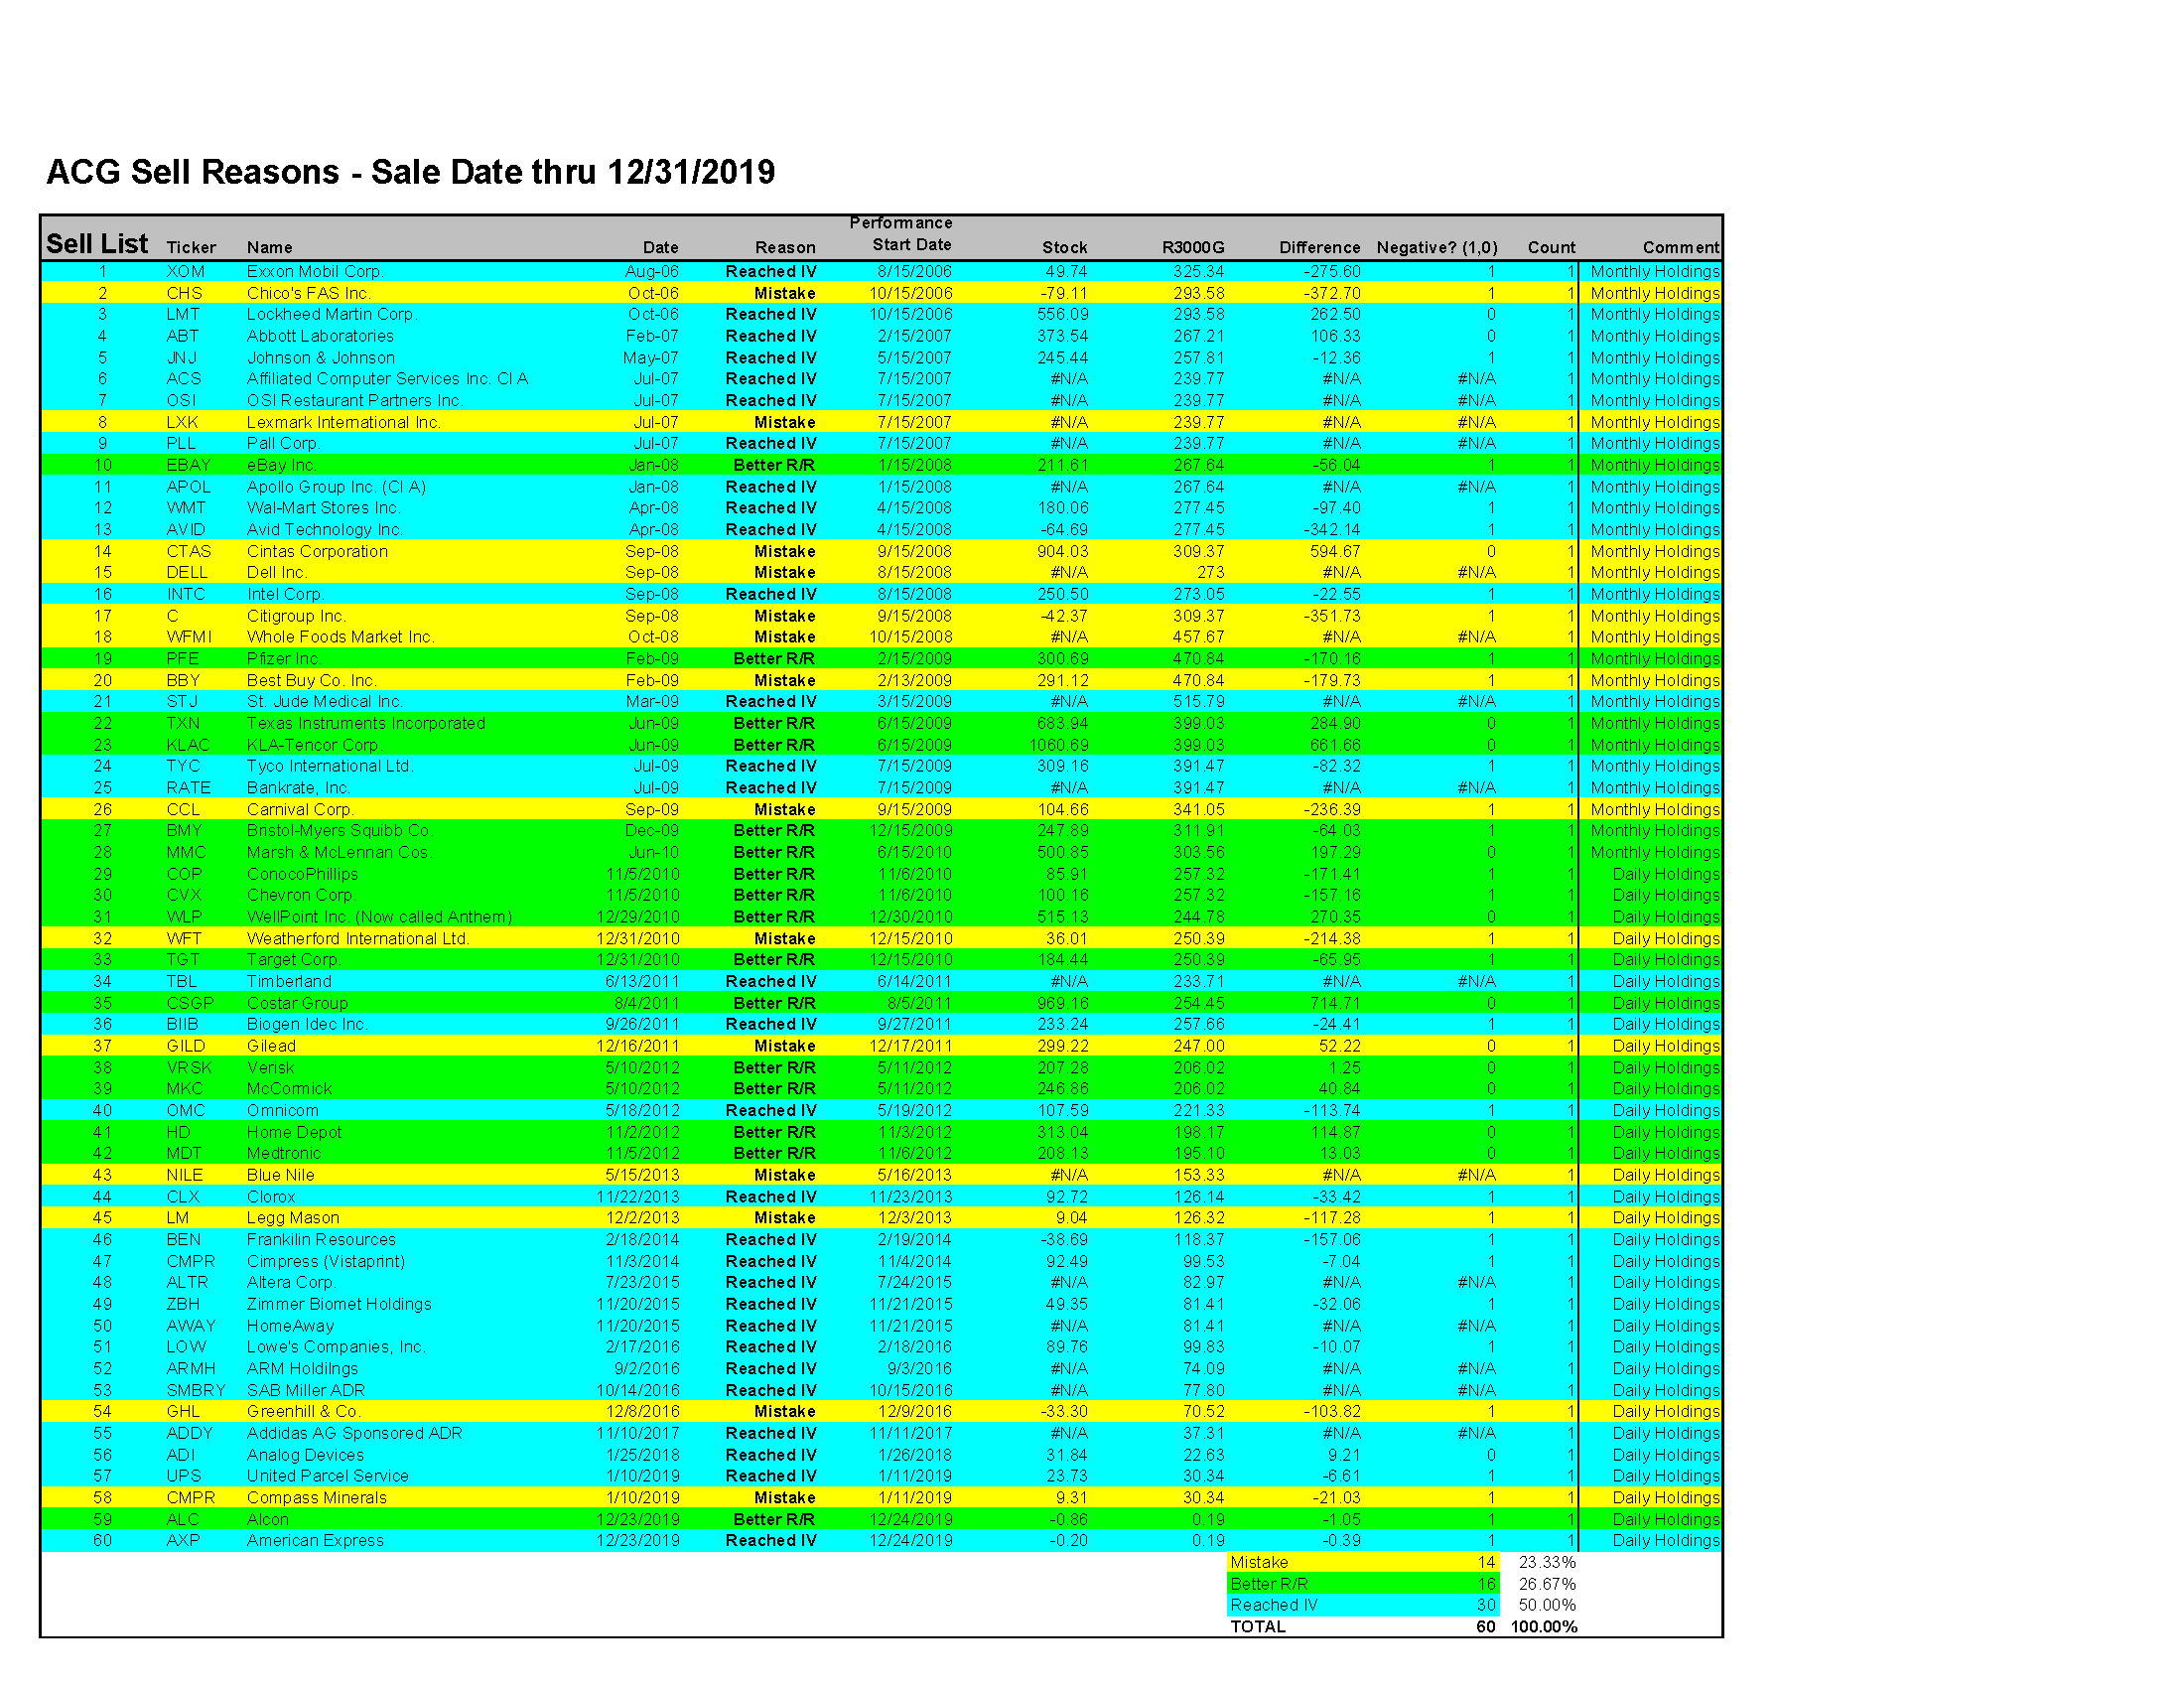 ACG Sell Reasons - Sale Date thru 12/31/2019
Performance
Sell List Ticker Name Date Reason Start Date Stock R3000G Difference Negative? (1,0) Count Comment
1 XOM Exxon Mobil Corp. Aug-06 Reached IV 8/15/2006 49.74 325.34 -275.60 1 1 Monthly Holdings
2 CHS Chico's FAS Inc. Oct-06 Mistake 10/15/2006 -79.11 293.58 -372.70 1 1 Monthly Holdings
3 LMT Lockheed Martin Corp. Oct-06 Reached IV 10/15/2006 556.09 293.58 262.50 0 1 Monthly Holdings
4 ABT Abbott Laboratories Feb-07 Reached IV 2/15/2007 373.54 267.21 106.33 0 1 Monthly Holdings
5 JNJ Johnson & Johnson May-07 Reached IV 5/15/2007 245.44 257.81 -12.36 1 1 Monthly Holdings
6 ACS Affiliated Computer Services Inc. Cl A Jul-07 Reached IV 7/15/2007 #N/A 239.77 #N/A #N/A 1 Monthly Holdings
7 OSI OSI Restaurant Partners Inc. Jul-07 Reached IV 7/15/2007 #N/A 239.77 #N/A #N/A 1 Monthly Holdings
8 LXK Lexmark International Inc. Jul-07 Mistake 7/15/2007 #N/A 239.77 #N/A #N/A 1 Monthly Holdings
9 PLL Pall Corp. Jul-07 Reached IV 7/15/2007 #N/A 239.77 #N/A #N/A 1 Monthly Holdings
10 EBAY eBay Inc. Jan-08 Better R/R 1/15/2008 211.61 267.64 -56.04 1 1 Monthly Holdings
11 APOL Apollo Group Inc. (Cl A) Jan-08 Reached IV 1/15/2008 #N/A 267.64 #N/A #N/A 1 Monthly Holdings
12 WMT Wal-Mart Stores Inc. Apr-08 Reached IV 4/15/2008 180.06 277.45 -97.40 1 1 Monthly Holdings
13 AVID Avid Technology Inc. Apr-08 Reached IV 4/15/2008 -64.69 277.45 -342.14 1 1 Monthly Holdings
14 CTAS Cintas Corporation Sep-08 Mistake 9/15/2008 904.03 309.37 594.67 0 1 Monthly Holdings
15 DELL Dell Inc. Sep-08 Mistake 8/15/2008 #N/A 273 #N/A #N/A 1 Monthly Holdings
16 INTC Intel Corp. Sep-08 Reached IV 8/15/2008 250.50 273.05 -22.55 1 1 Monthly Holdings
17 C Citigroup Inc. Sep-08 Mistake 9/15/2008 -42.37 309.37 -351.73 1 1 Monthly Holdings
18 WFMI Whole Foods Market Inc. Oct-08 Mistake 10/15/2008 #N/A 457.67 #N/A #N/A 1 Monthly Holdings
19 PFE Pfizer Inc. Feb-09 Better R/R 2/15/2009 300.69 470.84 -170.16 1 1 Monthly Holdings
20 BBY Best Buy Co. Inc. Feb-09 Mistake 2/13/2009 291.12 470.84 -179.73 1 1 Monthly Holdings
21 STJ St. Jude Medical Inc. Mar-09 Reached IV 3/15/2009 #N/A 515.79 #N/A #N/A 1 Monthly Holdings
22 TXN Texas Instruments Incorporated Jun-09 Better R/R 6/15/2009 683.94 399.03 284.90 0 1 Monthly Holdings
23 KLAC KLA-Tencor Corp. Jun-09 Better R/R 6/15/2009 1060.69 399.03 661.66 0 1 Monthly Holdings
24 TYC Tyco International Ltd. Jul-09 Reached IV 7/15/2009 309.16 391.47 -82.32 1 1 Monthly Holdings
25 RATE Bankrate, Inc. Jul-09 Reached IV 7/15/2009 #N/A 391.47 #N/A #N/A 1 Monthly Holdings
26 CCL Carnival Corp. Sep-09 Mistake 9/15/2009 104.66 341.05 -236.39 1 1 Monthly Holdings
27 BMY Bristol-Myers Squibb Co. Dec-09 Better R/R 12/15/2009 247.89 311.91 -64.03 1 1 Monthly Holdings
28 MMC Marsh & McLennan Cos. Jun-10 Better R/R 6/15/2010 500.85 303.56 197.29 0 1 Monthly Holdings
29 COP ConocoPhillips 11/5/2010 Better R/R 11/6/2010 85.91 257.32 -171.41 1 1 Daily Holdings
30 CVX Chevron Corp. 11/5/2010 Better R/R 11/6/2010 100.16 257.32 -157.16 1 1 Daily Holdings
31 WLP WellPoint Inc. (Now called Anthem) 12/29/2010 Better R/R 12/30/2010 515.13 244.78 270.35 0 1 Daily Holdings
32 WFT Weatherford International Ltd. 12/31/2010 Mistake 12/15/2010 36.01 250.39 -214.38 1 1 Daily Holdings
33 TGT Target Corp. 12/31/2010 Better R/R 12/15/2010 184.44 250.39 -65.95 1 1 Daily Holdings
34 TBL Timberland 6/13/2011 Reached IV 6/14/2011 #N/A 233.71 #N/A #N/A 1 Daily Holdings
35 CSGP Costar Group 8/4/2011 Better R/R 8/5/2011 969.16 254.45 714.71 0 1 Daily Holdings
36 BIIB Biogen Idec Inc. 9/26/2011 Reached IV 9/27/2011 233.24 257.66 -24.41 1 1 Daily Holdings
37 GILD Gilead 12/16/2011 Mistake 12/17/2011 299.22 247.00 52.22 0 1 Daily Holdings
38 VRSK Verisk 5/10/2012 Better R/R 5/11/2012 207.28 206.02 1.25 0 1 Daily Holdings
39 MKC McCormick 5/10/2012 Better R/R 5/11/2012 246.86 206.02 40.84 0 1 Daily Holdings
40 OMC Omnicom 5/18/2012 Reached IV 5/19/2012 107.59 221.33 -113.74 1 1 Daily Holdings
41 HD Home Depot 11/2/2012 Better R/R 11/3/2012 313.04 198.17 114.87 0 1 Daily Holdings
42 MDT Medtronic 11/5/2012 Better R/R 11/6/2012 208.13 195.10 13.03 0 1 Daily Holdings
43 NILE Blue Nile 5/15/2013 Mistake 5/16/2013 #N/A 153.33 #N/A #N/A 1 Daily Holdings
44 CLX Clorox 11/22/2013 Reached IV 11/23/2013 92.72 126.14 -33.42 1 1 Daily Holdings
45 LM Legg Mason 12/2/2013 Mistake 12/3/2013 9.04 126.32 -117.28 1 1 Daily Holdings
46 BEN Frankilin Resources 2/18/2014 Reached IV 2/19/2014 -38.69 118.37 -157.06 1 1 Daily Holdings
47 CMPR Cimpress (Vistaprint) 11/3/2014 Reached IV 11/4/2014 92.49 99.53 -7.04 1 1 Daily Holdings
48 ALTR Altera Corp. 7/23/2015 Reached IV 7/24/2015 #N/A 82.97 #N/A #N/A 1 Daily Holdings
49 ZBH Zimmer Biomet Holdings 11/20/2015 Reached IV 11/21/2015 49.35 81.41 -32.06 1 1 Daily Holdings
50 AWAY HomeAway 11/20/2015 Reached IV 11/21/2015 #N/A 81.41 #N/A #N/A 1 Daily Holdings
51 LOW Lowe's Companies, Inc. 2/17/2016 Reached IV 2/18/2016 89.76 99.83 -10.07 1 1 Daily Holdings
52 ARMH ARM Holdilngs 9/2/2016 Reached IV 9/3/2016 #N/A 74.09 #N/A #N/A 1 Daily Holdings
53 SMBRY SAB Miller ADR 10/14/2016 Reached IV 10/15/2016 #N/A 77.80 #N/A #N/A 1 Daily Holdings
54 GHL Greenhill & Co. 12/8/2016 Mistake 12/9/2016 -33.30 70.52 -103.82 1 1 Daily Holdings
55 ADDY Addidas AG Sponsored ADR 11/10/2017 Reached IV 11/11/2017 #N/A 37.31 #N/A #N/A 1 Daily Holdings
56 ADI Analog Devices 1/25/2018 Reached IV 1/26/2018 31.84 22.63 9.21 0 1 Daily Holdings
57 UPS United Parcel Service 1/10/2019 Reached IV 1/11/2019 23.73 30.34 -6.61 1 1 Daily Holdings
58 CMPR Compass Minerals 1/10/2019 Mistake 1/11/2019 9.31 30.34 -21.03 1 1 Daily Holdings
59 ALC Alcon 12/23/2019 Better R/R 12/24/2019 -0.86 0.19 -1.05 1 1 Daily Holdings
60 AXP American Express 12/23/2019 Reached IV 12/24/2019 -0.20 0.19 -0.39 1 1 Daily Holdings
Mistake 14 23.33%
Better R/R 16 26.67%
Reached IV 30 50.00%
TOTAL 60 100.00%